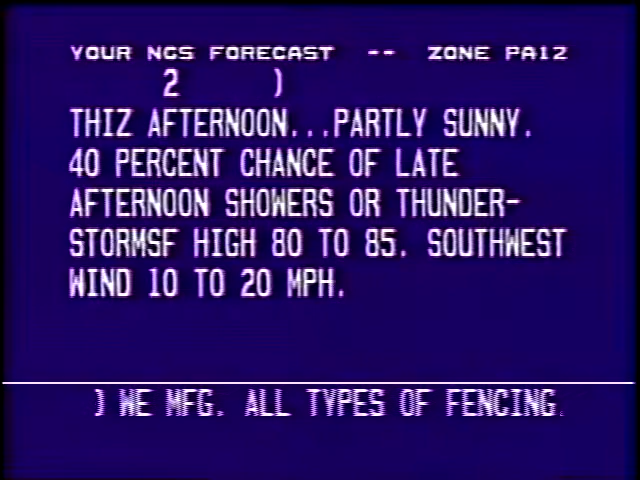 YOUR NGS FORECAST -- ZONE PA12
2 )
THIZ AFTERNOON...PARTLY SUNNY.
40 PERCENT CHANCE OF LATE
AFTERNOON SHOWERS OR THUNDER-
STORMSF HIGH 80 TO 85. SOUTHWEST
WIND 10 TO 20 MPH.
) WE MFG. ALL TYPES OF FENCING.